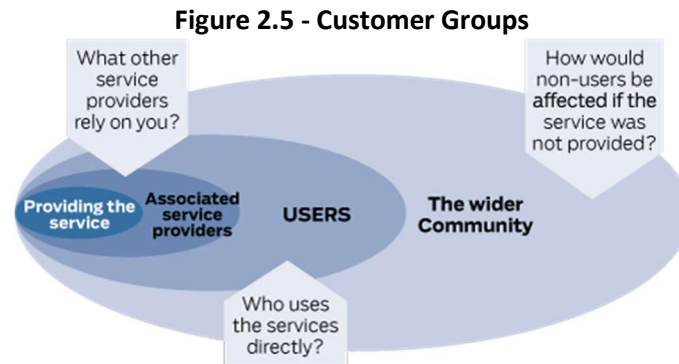 Figure 2.5 - Customer Groups
What other
service
providers
rely on you?
How would
non-users be
affected if the
service was
not provided?
Providing the
service
Associated
service
providers
USERS
The wider
Community
Who uses
the services
directly?